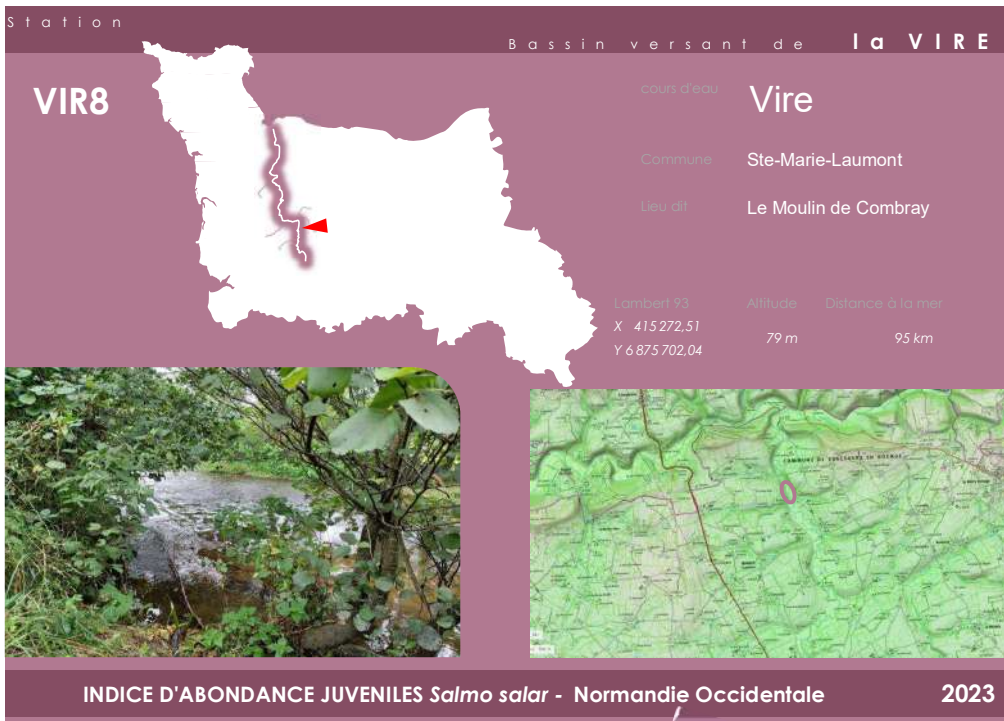 Station
Bassin versant de la VIRE
VIR8
cours d'eau Vire
Commune Ste-Marie-Laumont
Lieu dit Le Moulin de Combray
Lambert 93 Altitude Distance à la mer
X 415 272,51
Y 6 875 702,04
79 m 95 km
INDICE D'ABONDANCE JUVENILES Salmo salar - Normandie Occidentale 2023